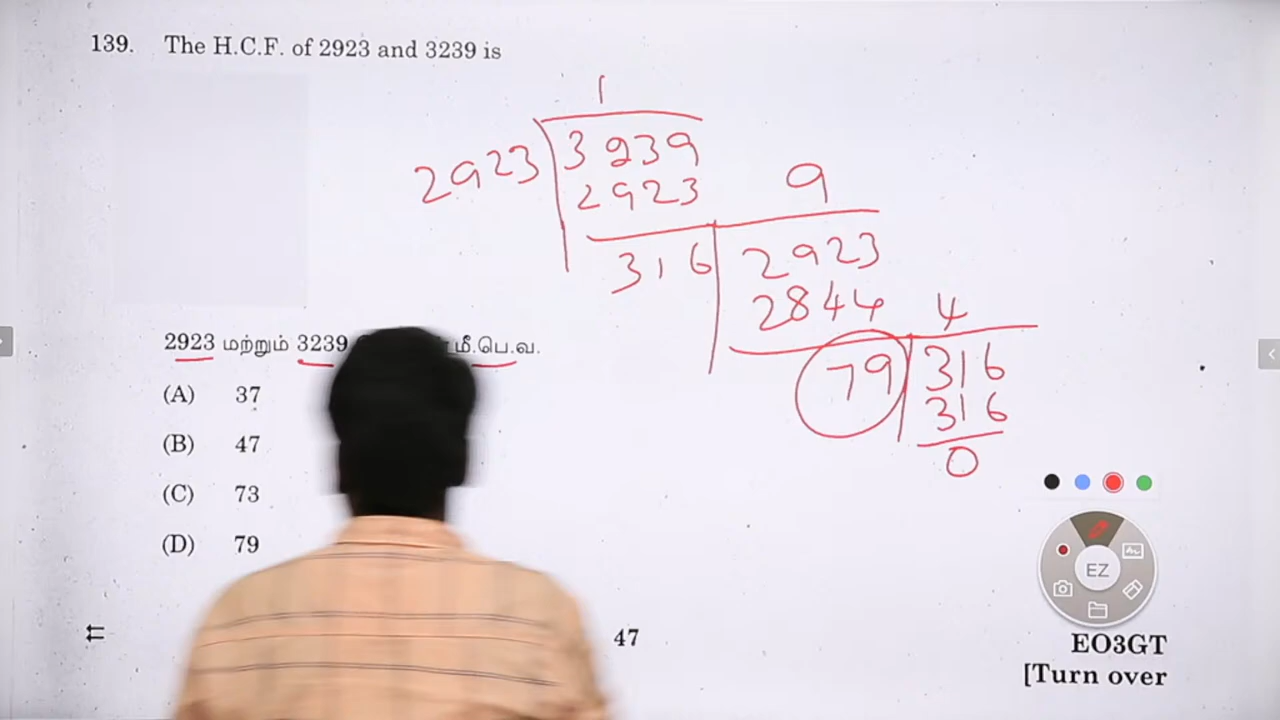 139. The H.C.F. of 2923 and 3239 is
1
2923 3239
2923
9
316 2923
2844
4
79 316
316
0
2923 மற்றும் 3239 மீ.பெ.வ.
(A) 37
(B) 47
(C) 73
(D) 79
EZ
47
EO3GT
[Turn over